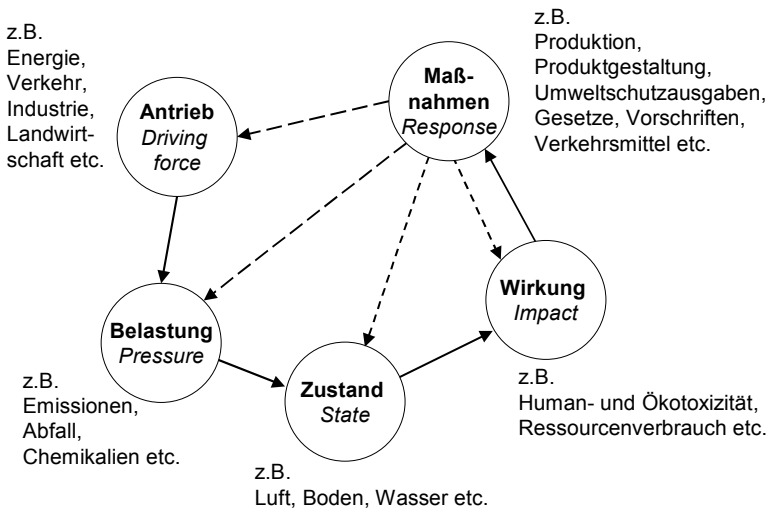 z.B.
Energie,
Verkehr,
Industrie,
Landwirt-
schaft etc.
Antrieb
Driving
force
Maß-
nahmen
Response
z.B.
Produktion,
Produktgestaltung,
Umweltschutzausgaben,
Gesetze, Vorschriften,
Verkehrsmittel etc.
Belastung
Pressure
z.B.
Emissionen,
Abfall,
Chemikalien etc.
Zustand
State
z.B.
Luft, Boden, Wasser etc.
Wirkung
Impact
z.B.
Human- und Ökotoxizität,
Ressourcenverbrauch etc.